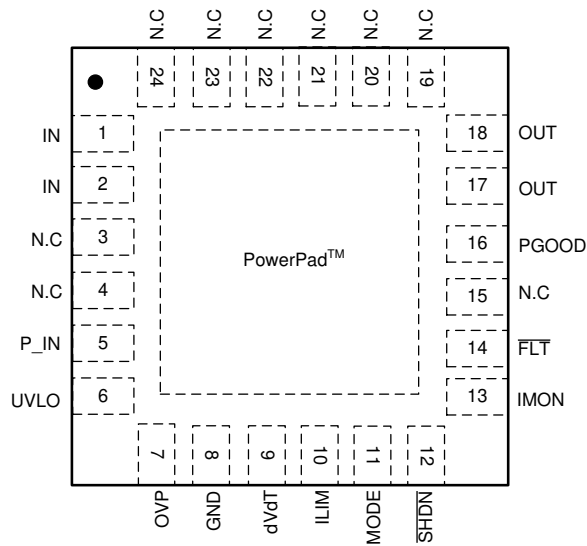 N.C N.C N.C N.C N.C N.C
24 23 22 21 20 19
IN 1 18 OUT
IN 2 17 OUT
N.C 3 16 PGOOD
PowerPad™
N.C 4 15 N.C
P_IN 5 14 F̅L̅T̅
UVLO 6 13 IMON
7 8 9 10 11 12
OVP GND dVdT ILIM MODE S̅H̅D̅N̅